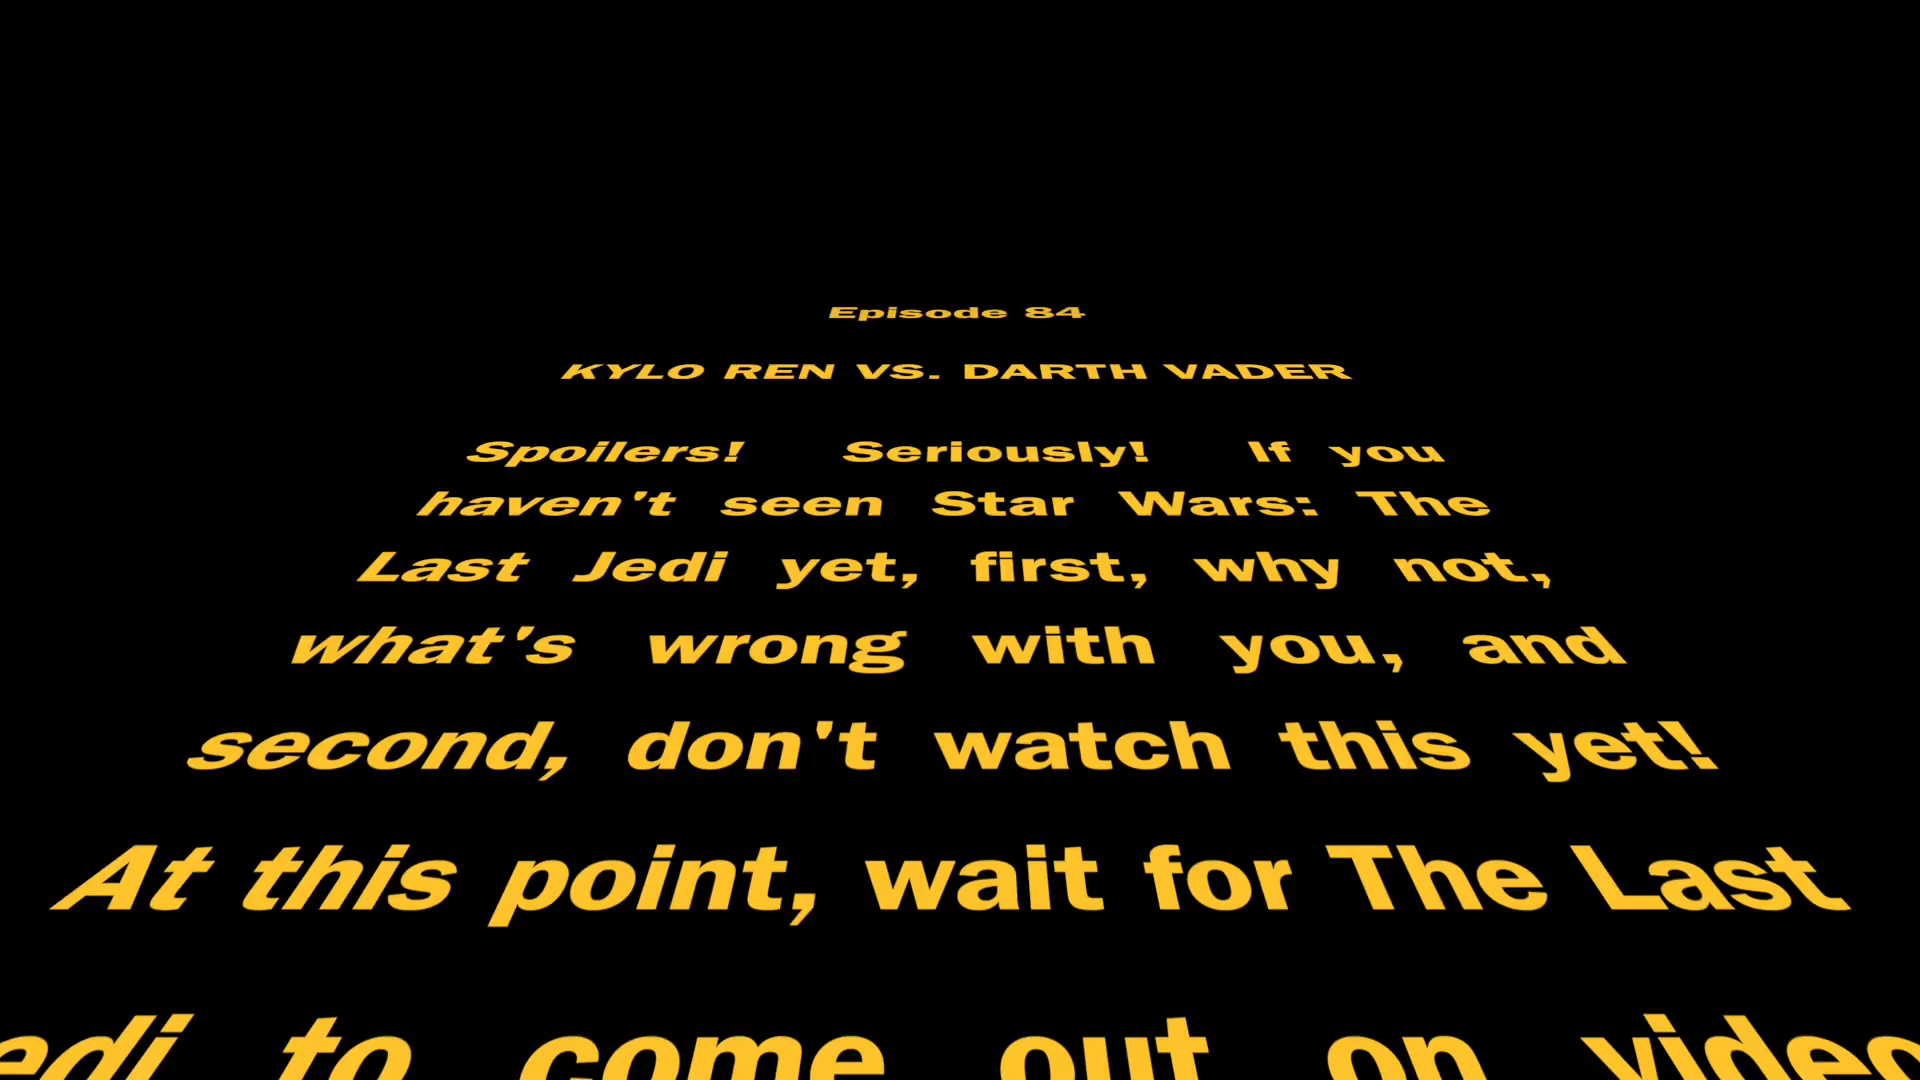 Episode 84
KYLO REN VS. DARTH VADER
Spoilers! Seriously! If you
haven't seen Star Wars: The
Last Jedi yet, first, why not,
what's wrong with you, and
second, don't watch this yet!
At this point, wait for The Last
edi to come out on video